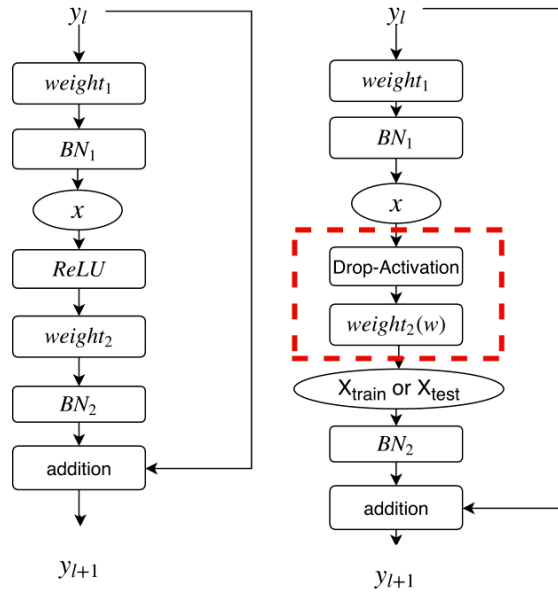 y_l
weight_1
BN_1
x
ReLU
weight_2
BN_2
addition
y_{l+1}
y_l
weight_1
BN_1
x
Drop-Activation
weight_2(w)
X_train or X_test
BN_2
addition
y_{l+1}